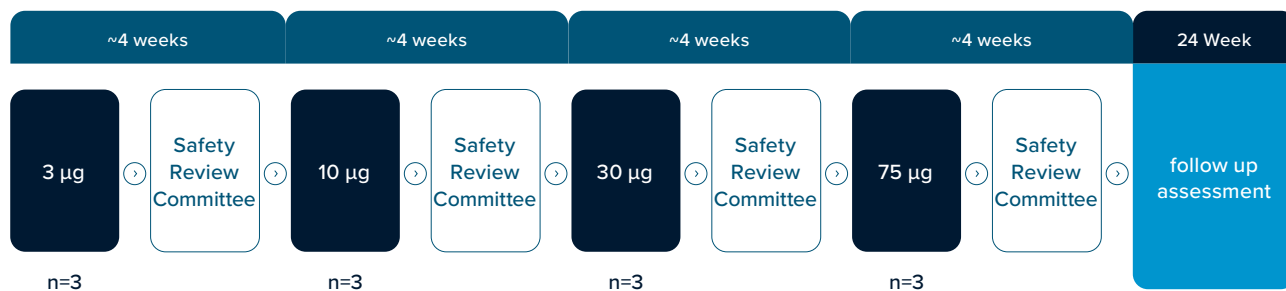 ~4 weeks
~4 weeks
~4 weeks
~4 weeks
24 Week
3 µg
Safety
Review
Committee
10 µg
Safety
Review
Committee
30 µg
Safety
Review
Committee
75 µg
Safety
Review
Committee
follow up
assessment
n=3
n=3
n=3
n=3